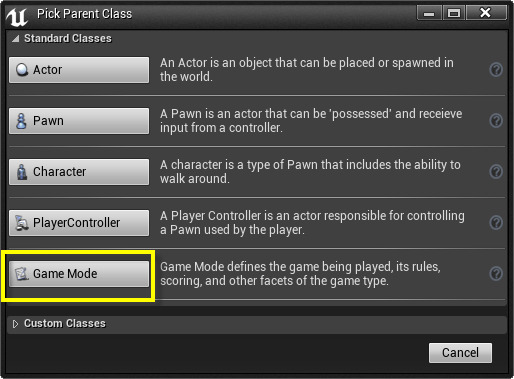 Pick Parent Class
Standard Classes
Actor
An Actor is an object that can be placed or spawned in
the world.
Pawn
A Pawn is an actor that can be 'possessed' and receieve
input from a controller.
Character
A character is a type of Pawn that includes the ability to
walk around.
PlayerController
A Player Controller is an actor responsible for controlling
a Pawn used by the player.
Game Mode
Game Mode defines the game being played, its rules,
scoring, and other facets of the game type.
Custom Classes
Cancel